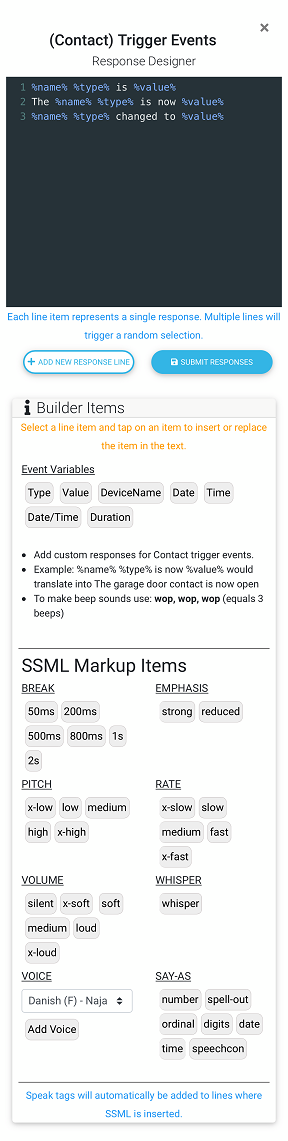 ×
(Contact) Trigger Events
Response Designer
1 %name% %type% is %value%
2 The %name% %type% is now %value%
3 %name% %type% changed to %value%
Each line item represents a single response. Multiple lines will
trigger a random selection.
+ ADD NEW RESPONSE LINE
SUBMIT RESPONSES
Builder Items
Select a line item and tap on an item to insert or replace
the item in the text.
Event Variables
Type Value DeviceName Date Time
Date/Time Duration
• Add custom responses for Contact trigger events.
• Example: %name% %type% is now %value% would
translate into The garage door contact is now open
• To make beep sounds use: wop, wop, wop (equals 3
beeps)
SSML Markup Items
BREAK
50ms 200ms
500ms 800ms 1s
2s
EMPHASIS
strong reduced
PITCH
x-low low medium
high x-high
RATE
x-slow slow
medium fast
x-fast
VOLUME
silent x-soft soft
medium loud
x-loud
WHISPER
whisper
VOICE
Danish (F) - Naja
Add Voice
SAY-AS
number spell-out
ordinal digits date
time speechcon
Speak tags will automatically be added to lines where
SSML is inserted.